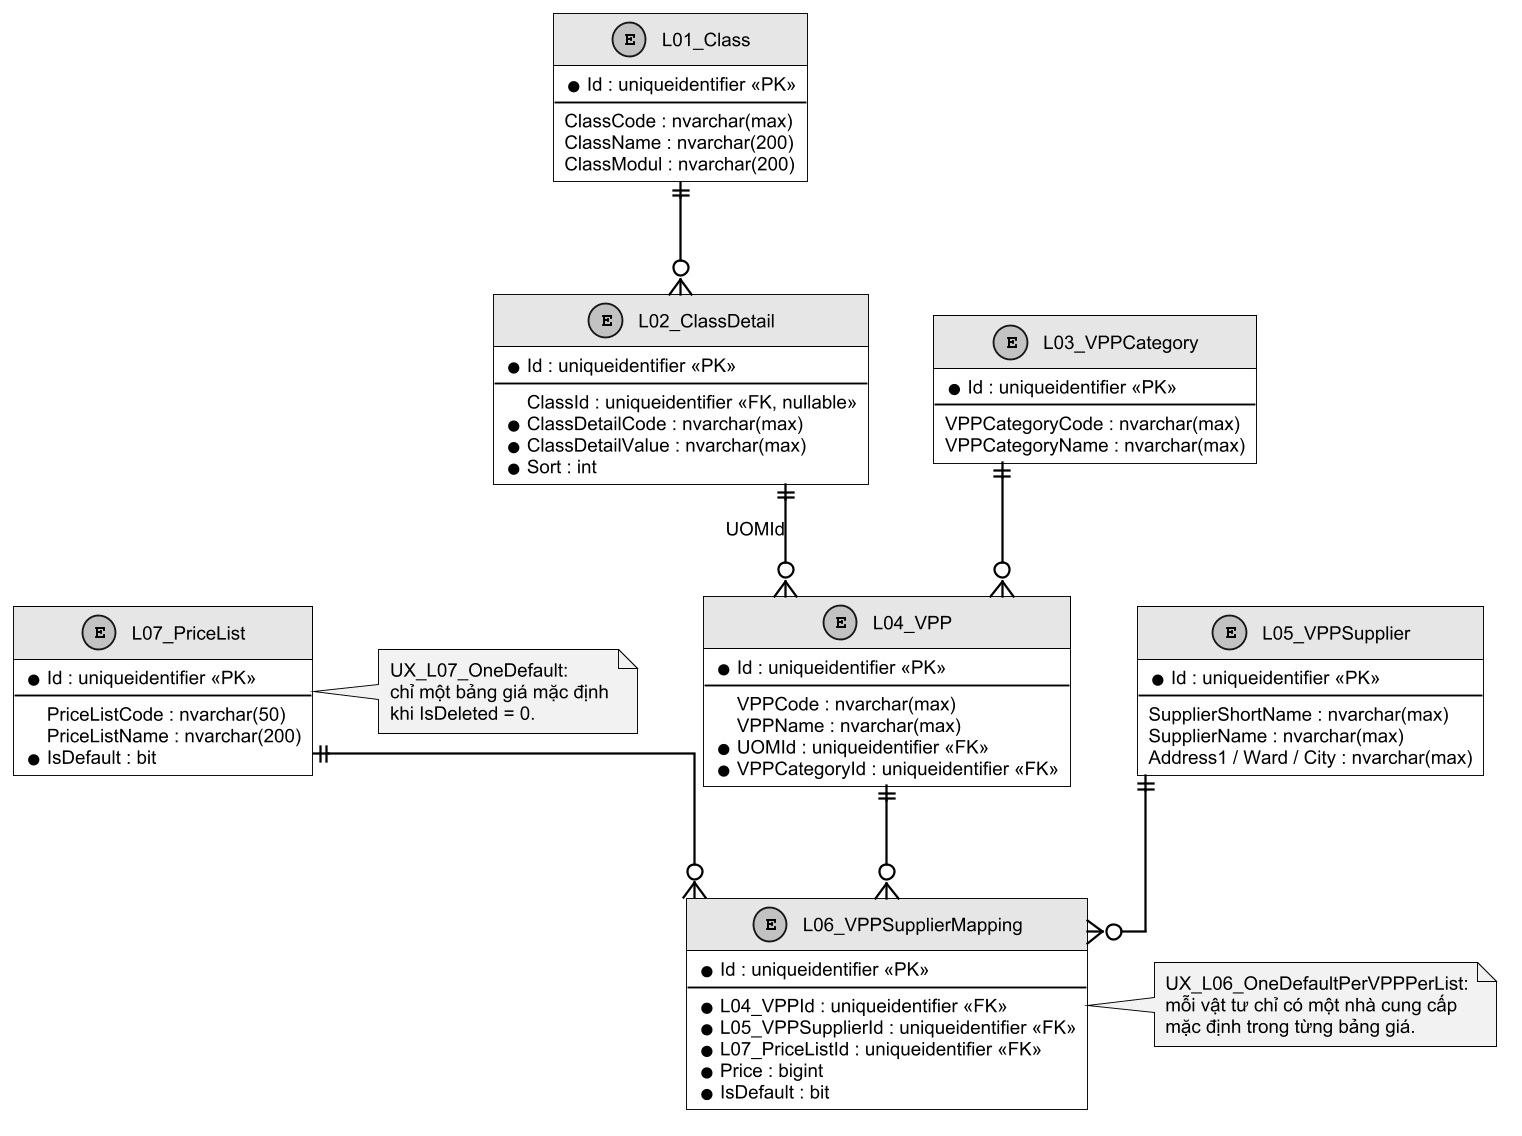 E L01_Class
Id : uniqueidentifier «PK»
ClassCode : nvarchar(max)
ClassName : nvarchar(200)
ClassModul : nvarchar(200)
E L02_ClassDetail
Id : uniqueidentifier «PK»
ClassId : uniqueidentifier «FK, nullable»
ClassDetailCode : nvarchar(max)
ClassDetailValue : nvarchar(max)
Sort : int
E L03_VPPCategory
Id : uniqueidentifier «PK»
VPPCategoryCode : nvarchar(max)
VPPCategoryName : nvarchar(max)
UOMId
E L07_PriceList
Id : uniqueidentifier «PK»
PriceListCode : nvarchar(50)
PriceListName : nvarchar(200)
IsDefault : bit
UX_L07_OneDefault:
chỉ một bảng giá mặc định
khi IsDeleted = 0.
E L04_VPP
Id : uniqueidentifier «PK»
VPPCode : nvarchar(max)
VPPName : nvarchar(max)
UOMId : uniqueidentifier «FK»
VPPCategoryId : uniqueidentifier «FK»
E L05_VPPSupplier
Id : uniqueidentifier «PK»
SupplierShortName : nvarchar(max)
SupplierName : nvarchar(max)
Address1 / Ward / City : nvarchar(max)
E L06_VPPSupplierMapping
Id : uniqueidentifier «PK»
L04_VPPId : uniqueidentifier «FK»
L05_VPPSupplierId : uniqueidentifier «FK»
L07_PriceListId : uniqueidentifier «FK»
Price : bigint
IsDefault : bit
UX_L06_OneDefaultPerVPPPerList:
mỗi vật tư chỉ có một nhà cung cấp
mặc định trong từng bảng giá.